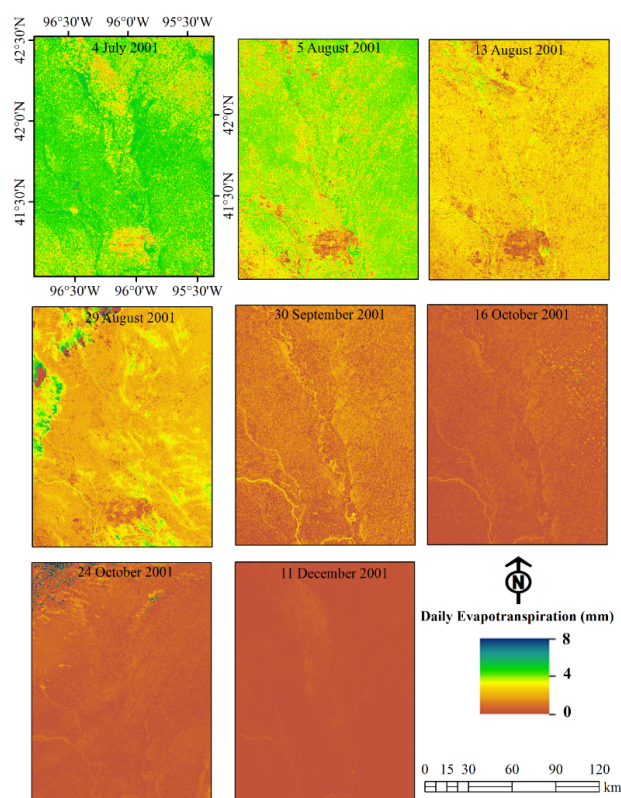 96°30'W 96°0'W 95°30'W
42°30'N
42°0'N
41°30'N
4 July 2001
96°30'W 96°0'W 95°30'W
42°0'N
41°30'N
5 August 2001
13 August 2001
29 August 2001
30 September 2001
16 October 2001
24 October 2001
11 December 2001
N
Daily Evapotranspiration (mm)
8
4
0
0 15 30 60 90 120
km